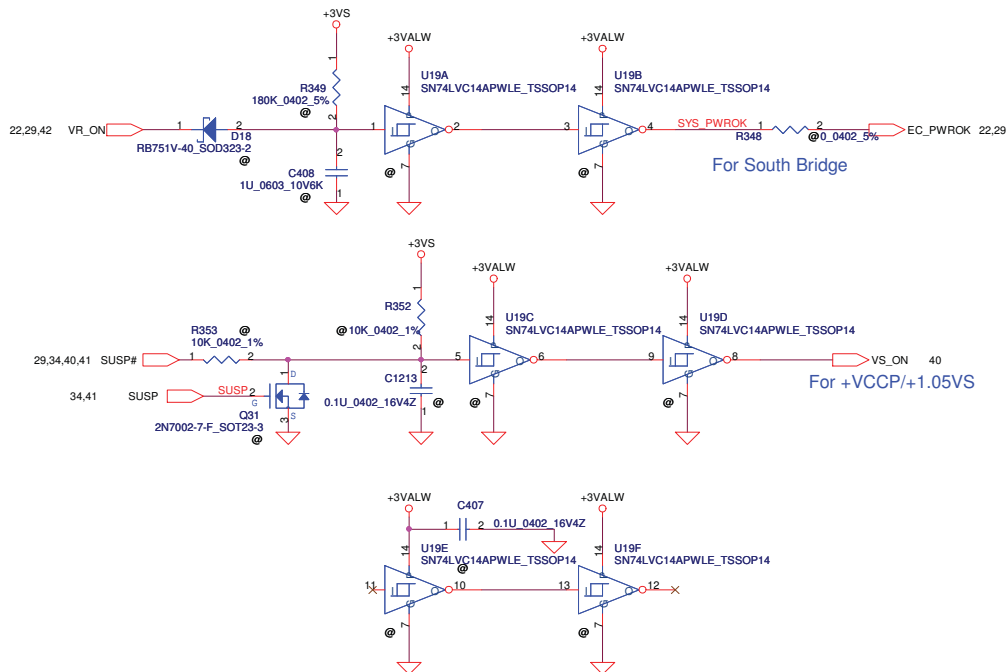 +3VS
+3VALW
+3VALW
1
R349
180K_0402_5%
@
2
14
U19A
SN74LVC14APWLE_TSSOP14
14
U19B
SN74LVC14APWLE_TSSOP14
22,29,42 VR_ON
1
2
D18
RB751V-40_SOD323-2
@
1
2
3
4
SYS_PWROK
1
2
R348
@
0_0402_5%
EC_PWROK 22,29
For South Bridge
2
C408
1U_0603_10V6K
@
1
@
7
@
7
+3VS
+3VALW
+3VALW
1
R352
@
10K_0402_1%
2
14
U19C
SN74LVC14APWLE_TSSOP14
14
U19D
SN74LVC14APWLE_TSSOP14
R353
@
10K_0402_1%
29,34,40,41 SUSP#
1
2
5
6
9
8
VS_ON 40
For +VCCP/+1.05VS
34,41 SUSP
SUSP
2
G
1
D
3
S
Q31
2N7002-7-F_SOT23-3
@
2
C1213
0.1U_0402_16V4Z
@
1
@
7
@
7
+3VALW
+3VALW
C407
1
2
0.1U_0402_16V4Z
@
14
U19E
SN74LVC14APWLE_TSSOP14
14
U19F
SN74LVC14APWLE_TSSOP14
11
10
13
12
@
7
@
7